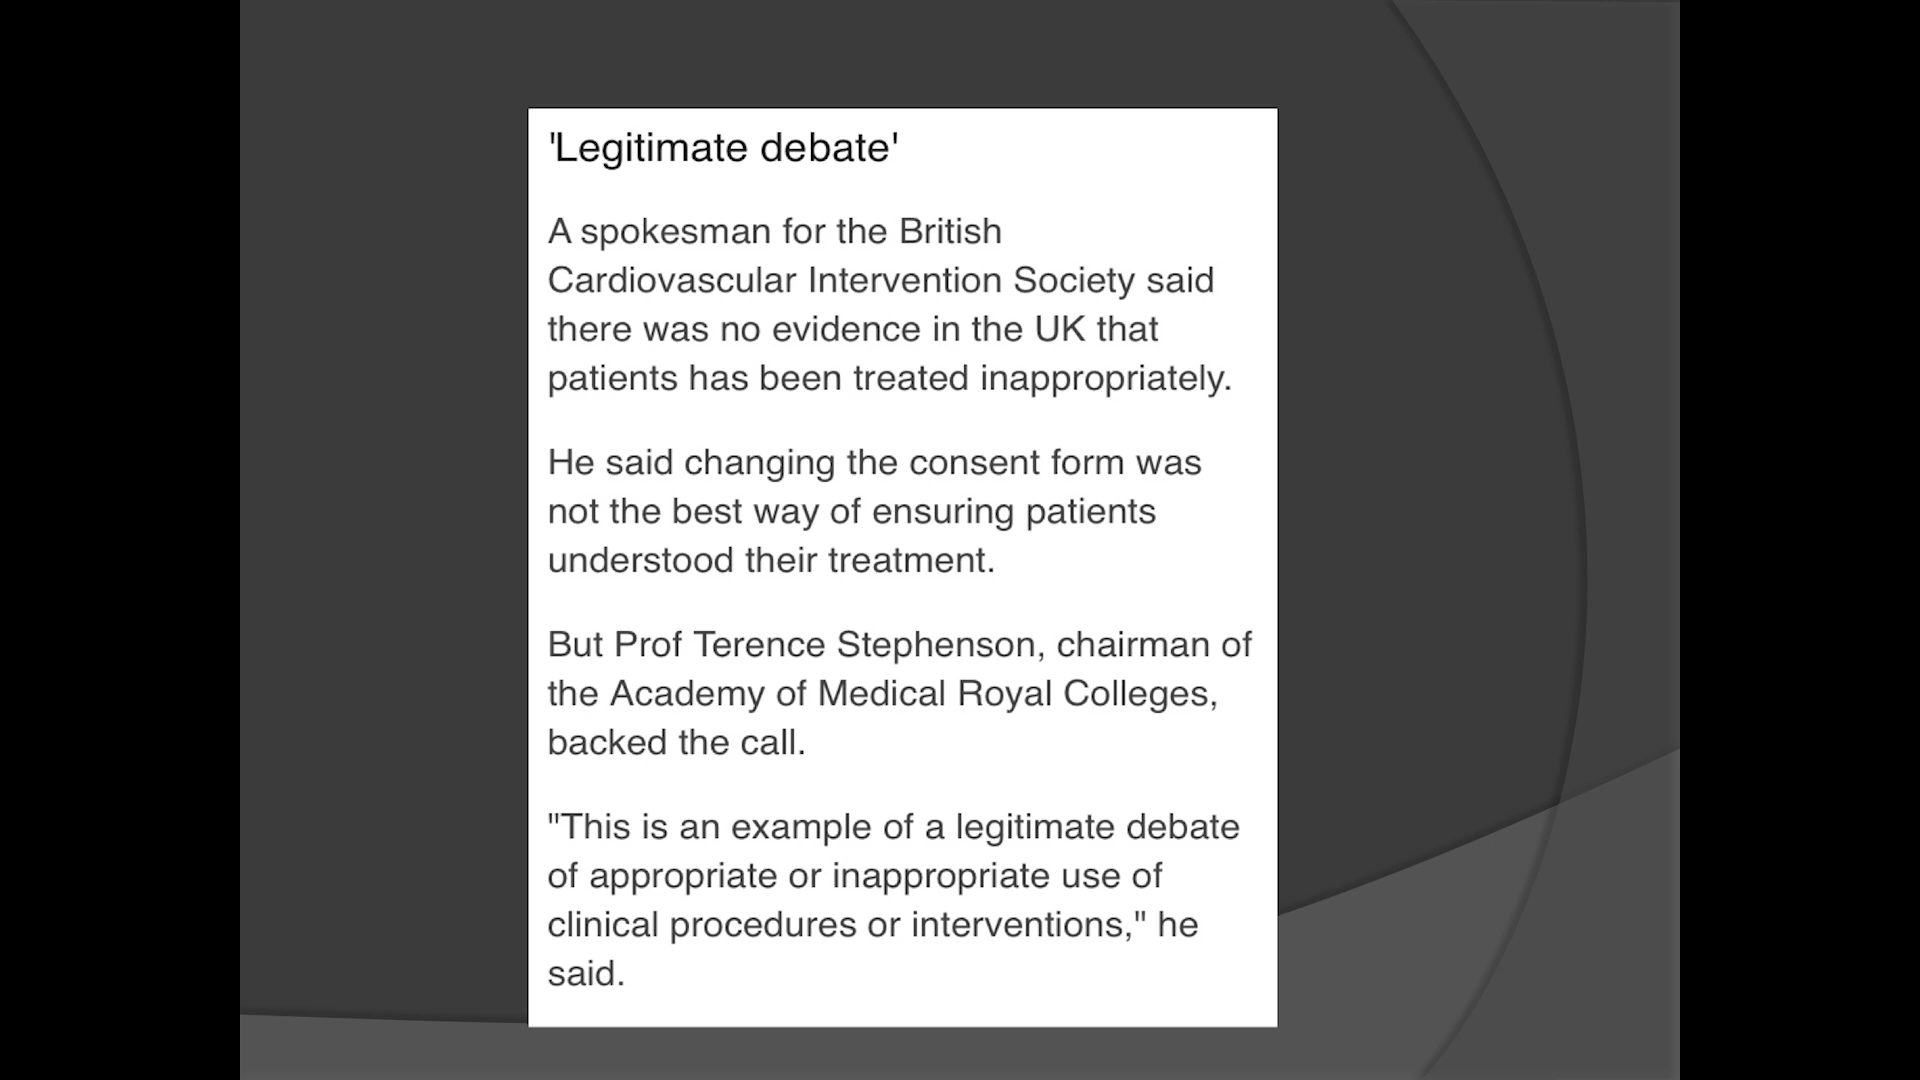 'Legitimate debate'
A spokesman for the British
Cardiovascular Intervention Society said
there was no evidence in the UK that
patients has been treated inappropriately.
He said changing the consent form was
not the best way of ensuring patients
understood their treatment.
But Prof Terence Stephenson, chairman of
the Academy of Medical Royal Colleges,
backed the call.
"This is an example of a legitimate debate
of appropriate or inappropriate use of
clinical procedures or interventions," he
said.